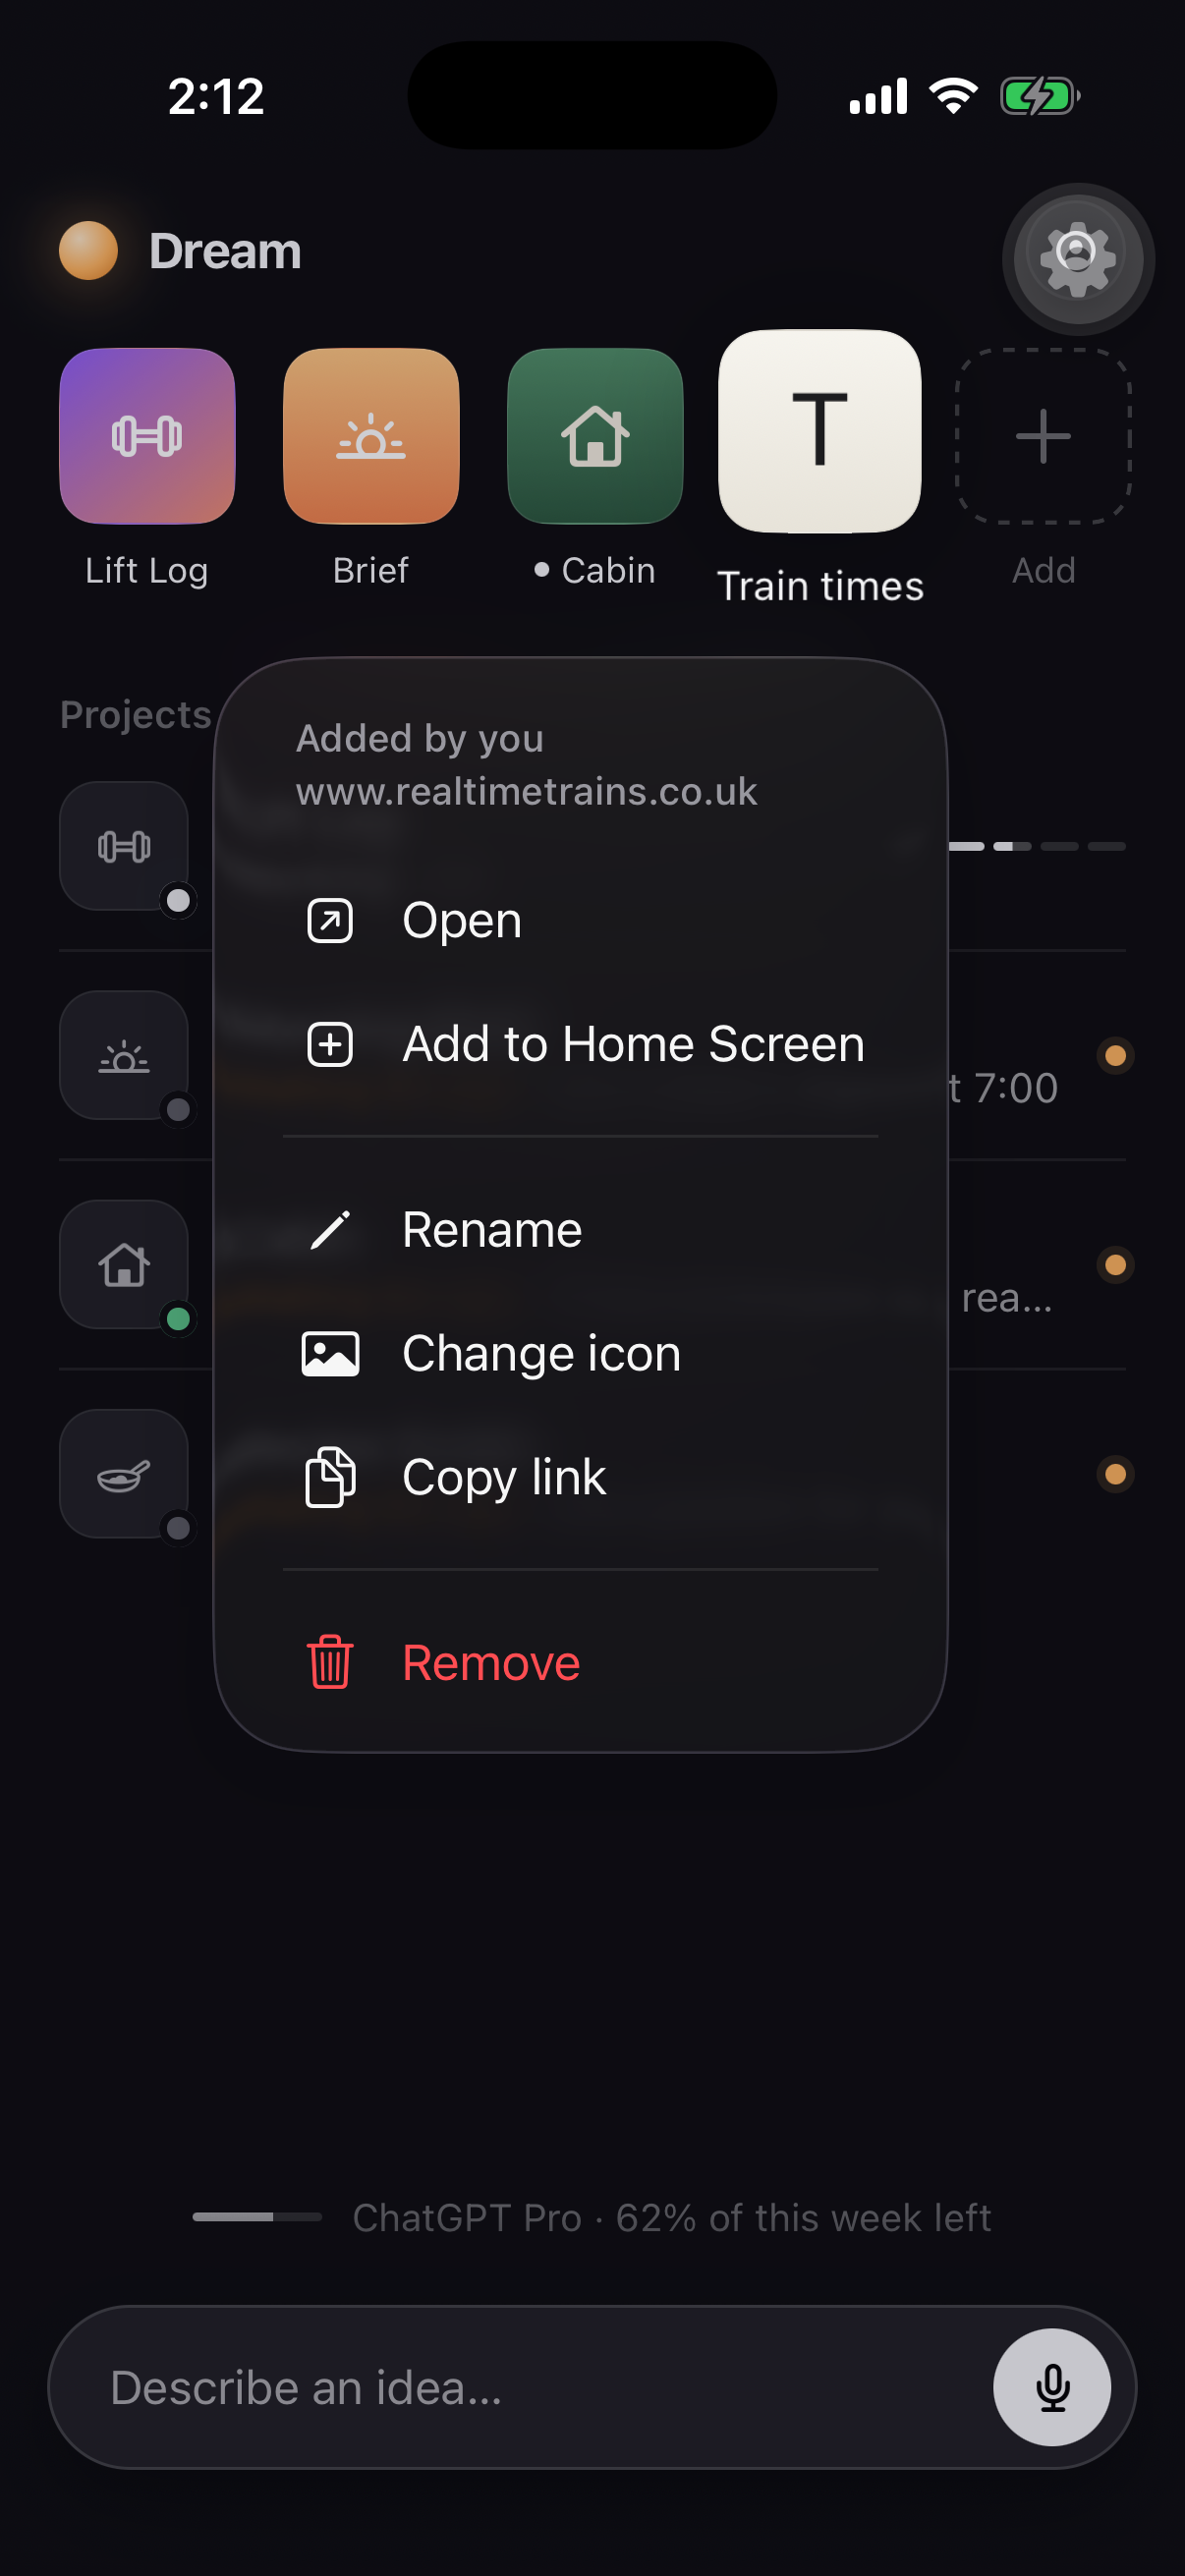 2:12
Dream
T
Lift Log
Brief
Cabin
Train times
Add
Projects
Added by you
www.realtimetrains.co.uk
Open
Add to Home Screen
t 7:00
Rename
rea...
Change icon
Copy link
Remove
ChatGPT Pro · 62% of this week left
Describe an idea...